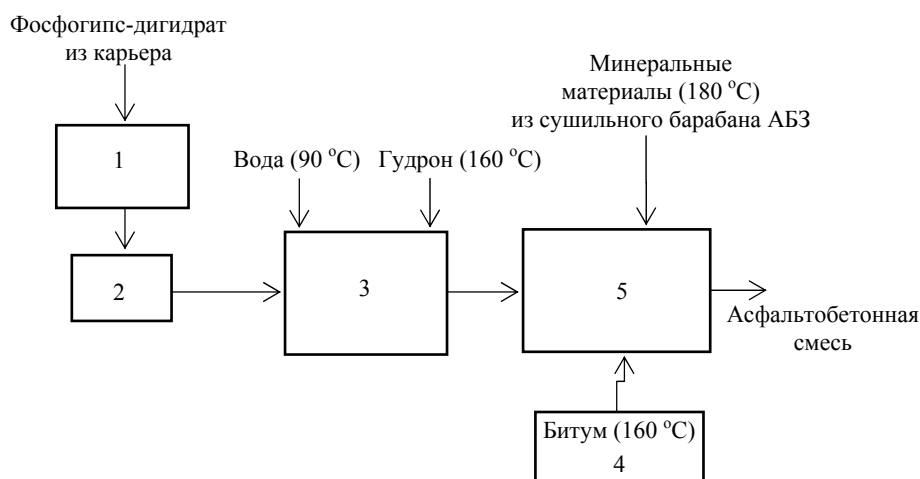 Фосфогипс-дигидрат
из карьера
Минеральные
материалы (180 °С)
из сушильного барабана АБЗ
1
Вода (90 °С)
Гудрон (160 °С)
2
3
5
Асфальтобетонная
смесь
Битум (160 °С)
4